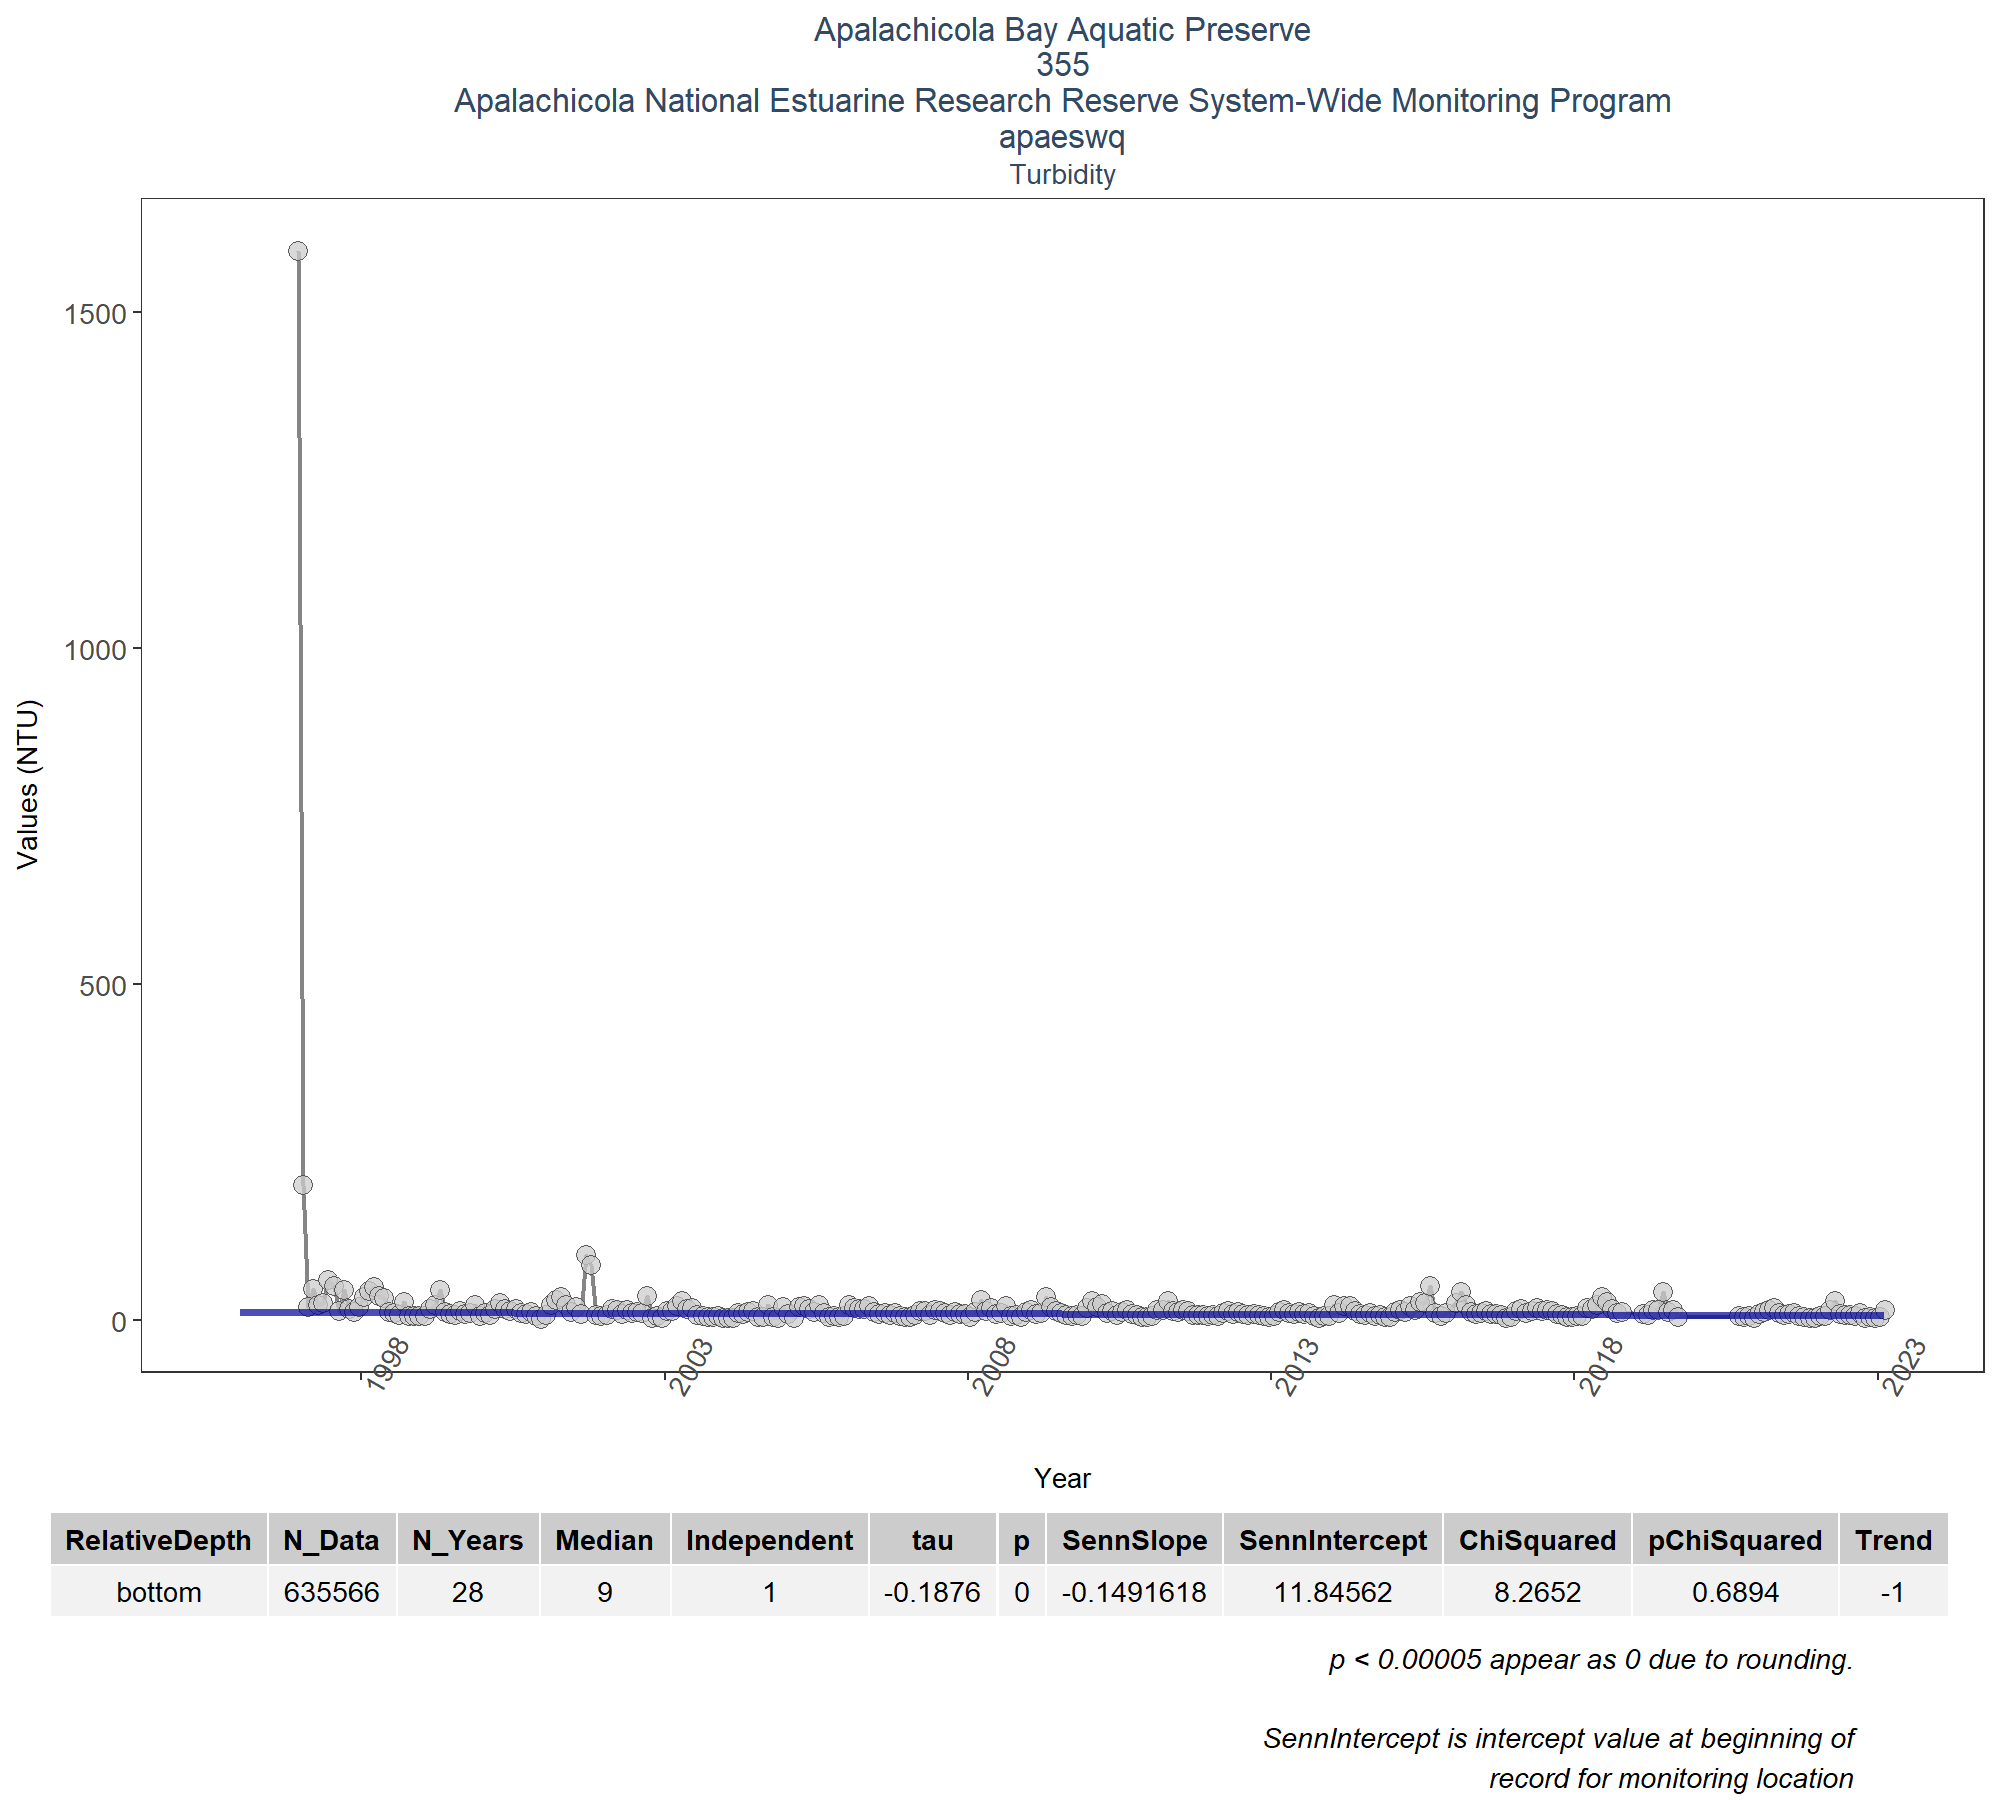 Apalachicola Bay Aquatic Preserve
355
Apalachicola National Estuarine Research Reserve System-Wide Monitoring Program
apaeswq
Turbidity
1500
1000
500
0
Values (NTU)
1998
2003
2008
2013
2018
2023
Year
RelativeDepth N_Data N_Years Median Independent tau p SennSlope SennIntercept ChiSquared pChiSquared Trend
bottom 635566 28 9 1 -0.1876 0 -0.1491618 11.84562 8.2652 0.6894 -1
p < 0.00005 appear as 0 due to rounding.
SennIntercept is intercept value at beginning of
record for monitoring location